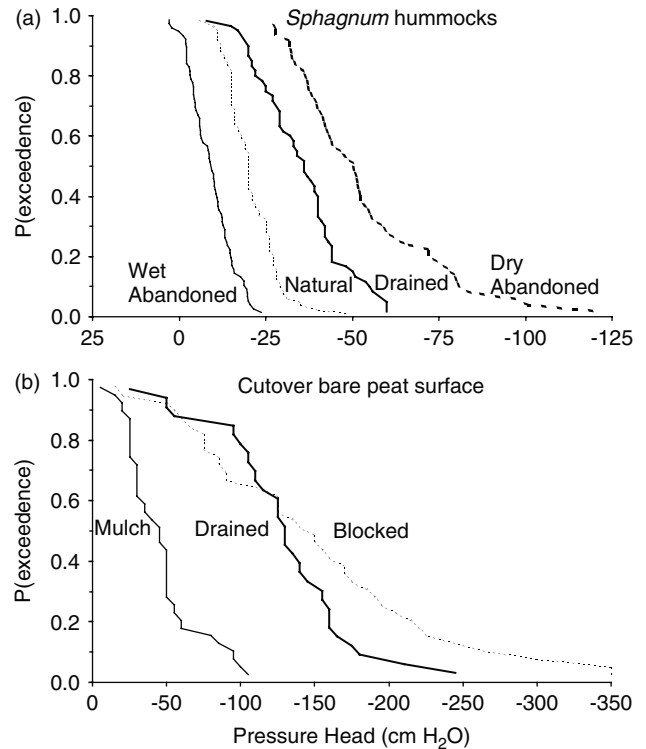 (a) Sphagnum hummocks
1.0
0.8
0.6
0.4
0.2
0.0
P(exceedence)
Wet
Abandoned
Natural
Drained
Dry
Abandoned
25 0 -25 -50 -75 -100 -125
(b) Cutover bare peat surface
1.0
0.8
0.6
0.4
0.2
0.0
P(exceedence)
Mulch Drained Blocked
0 -50 -100 -150 -200 -250 -300 -350
Pressure Head (cm H₂O)